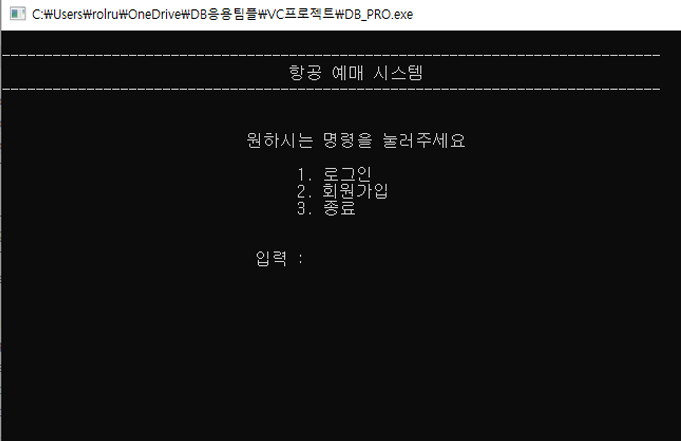 C:₩Users₩rolru₩OneDrive₩DB응용팀플₩VC프로젝트₩DB_PRO.exe
항공 예매 시스템
원하시는 명령을 눌러주세요
1. 로그인
2. 회원가입
3. 종료
입력 :